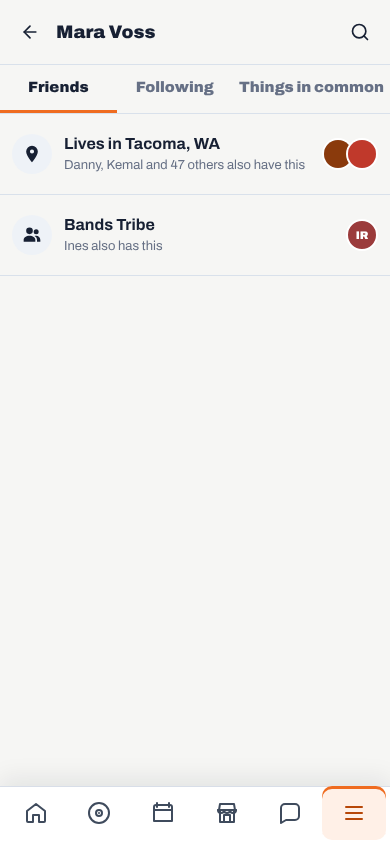 Mara Voss
Friends
Following
Things in common
Lives in Tacoma, WA
Danny, Kemal and 47 others also have this
Bands Tribe
Ines also has this
IR